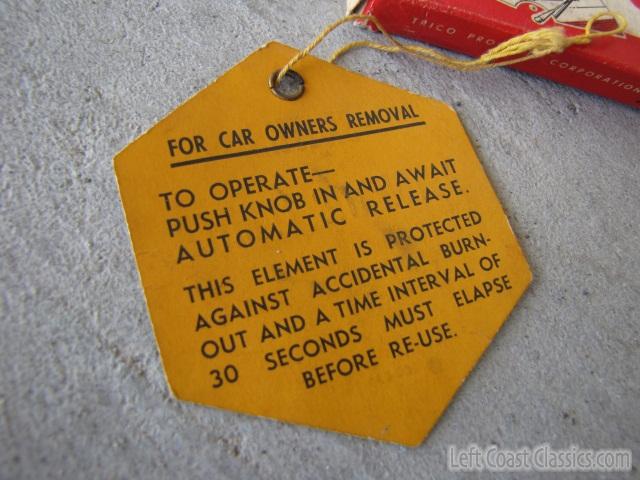 TRICO PRO
CORPORATION
FOR CAR OWNERS REMOVAL
TO OPERATE—
PUSH KNOB IN AND AWAIT
AUTOMATIC RELEASE.
THIS ELEMENT IS PROTECTED
AGAINST ACCIDENTAL BURN-
OUT AND A TIME INTERVAL OF
30 SECONDS MUST ELAPSE
BEFORE RE-USE.
Left Coast Classics.com